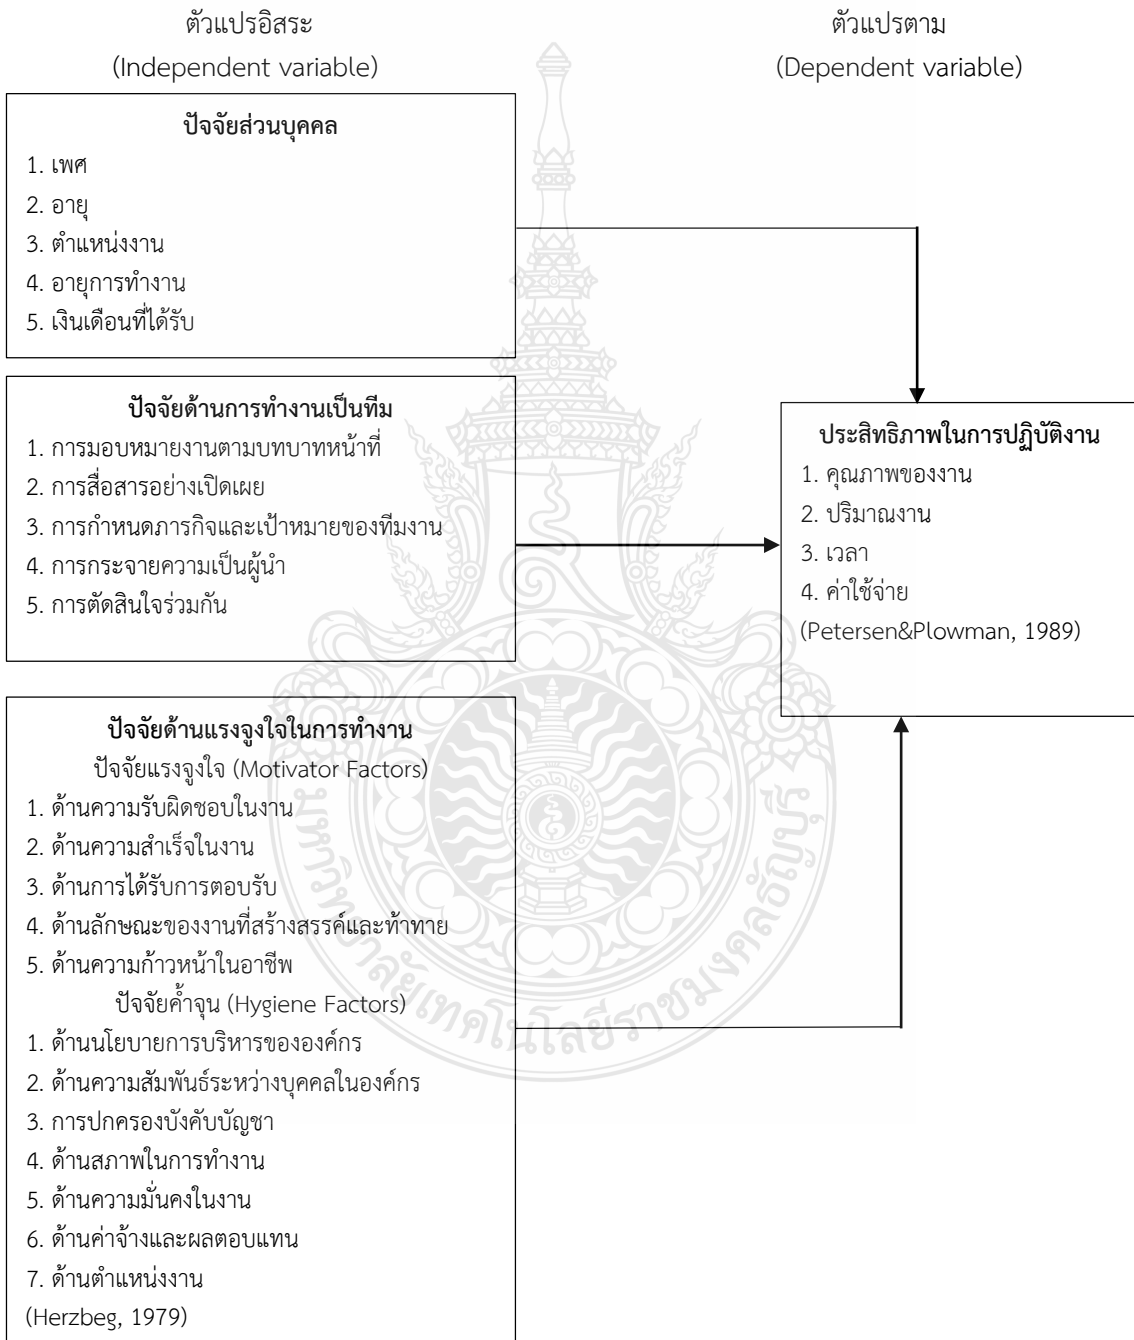 ตัวแปรอิสระ
(Independent variable)
ตัวแปรตาม
(Dependent variable)
ปัจจัยส่วนบุคคล
1. เพศ
2. อายุ
3. ตำแหน่งงาน
4. อายุการทำงาน
5. เงินเดือนที่ได้รับ
ปัจจัยด้านการทำงานเป็นทีม
1. การมอบหมายงานตามบทบาทหน้าที่
2. การสื่อสารอย่างเปิดเผย
3. การกำหนดภารกิจและเป้าหมายของทีมงาน
4. การกระจายความเป็นผู้นำ
5. การตัดสินใจร่วมกัน
ประสิทธิภาพในการปฏิบัติงาน
1. คุณภาพของงาน
2. ปริมาณงาน
3. เวลา
4. ค่าใช้จ่าย
(Petersen&Plowman, 1989)
ปัจจัยด้านแรงจูงใจในการทำงาน
ปัจจัยแรงจูงใจ (Motivator Factors)
1. ด้านความรับผิดชอบในงาน
2. ด้านความสำเร็จในงาน
3. ด้านการได้รับการตอบรับ
4. ด้านลักษณะของงานที่สร้างสรรค์และท้าทาย
5. ด้านความก้าวหน้าในอาชีพ
ปัจจัยค้ำจุน (Hygiene Factors)
1. ด้านนโยบายการบริหารขององค์กร
2. ด้านความสัมพันธ์ระหว่างบุคคลในองค์กร
3. การปกครองบังคับบัญชา
4. ด้านสภาพในการทำงาน
5. ด้านความมั่นคงในงาน
6. ด้านค่าจ้างและผลตอบแทน
7. ด้านตำแหน่งงาน
(Herzbeg, 1979)
มหาวิทยาลัยเทคโนโลยีราชมงคลธัญบุรี